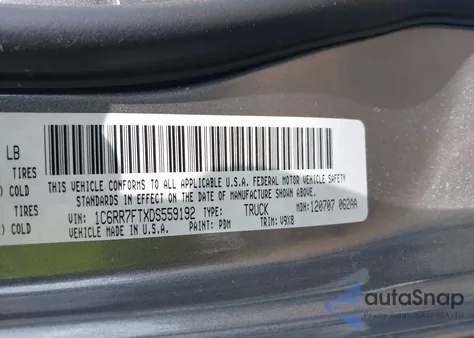 LB
TIRES
COLD
TIRES
COLD
THIS VEHICLE CONFORMS TO ALL APPLICABLE U.S.A. FEDERAL MOTOR VEHICLE SAFETY
STANDARDS IN EFFECT ON THE DATE OF MANUFACTURE SHOWN ABOVE.
VIN: 1C6RR7FTXDS559192 TYPE: TRUCK MDH: 120707 062AA
VEHICLE MADE IN U.S.A. PAINT: PDM TRIM: V9X8
autoSnap